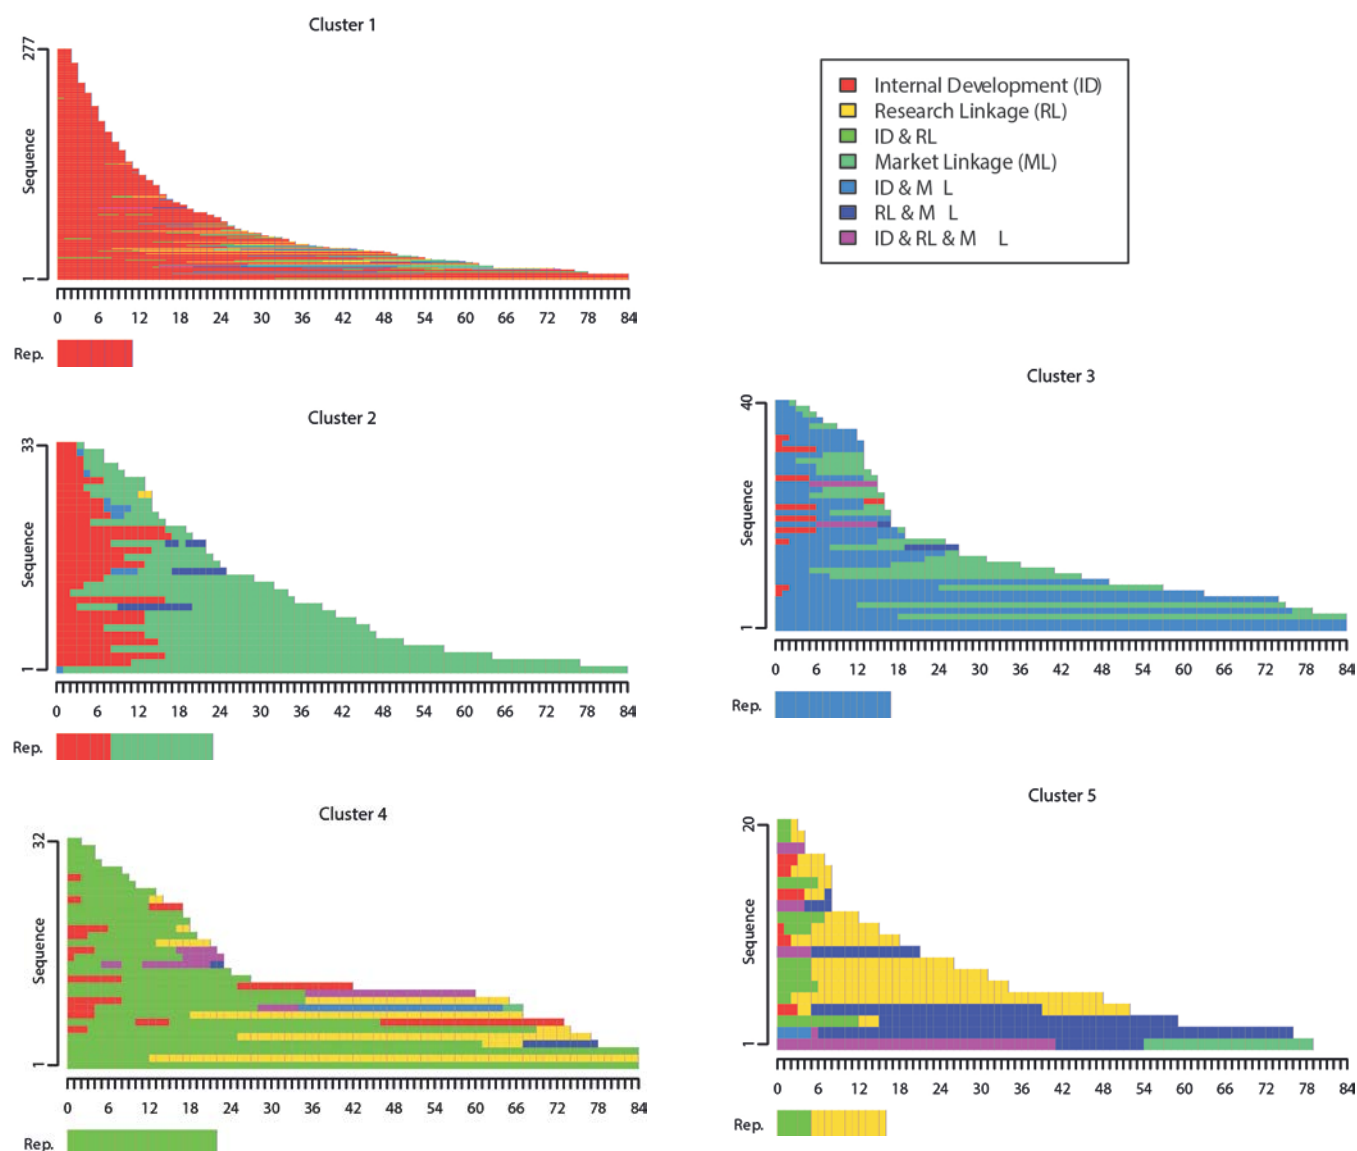 Cluster 1
277
Sequence
1
0 6 12 18 24 30 36 42 48 54 60 66 72 78 84
Rep.
Internal Development (ID)
Research Linkage (RL)
ID & RL
Market Linkage (ML)
ID & M L
RL & M L
ID & RL & M L
Cluster 2
33
Sequence
1
0 6 12 18 24 30 36 42 48 54 60 66 72 78 84
Rep.
Cluster 3
40
Sequence
1
0 6 12 18 24 30 36 42 48 54 60 66 72 78 84
Rep.
Cluster 4
32
Sequence
1
0 6 12 18 24 30 36 42 48 54 60 66 72 78 84
Rep.
Cluster 5
20
Sequence
1
0 6 12 18 24 30 36 42 48 54 60 66 72 78 84
Rep.